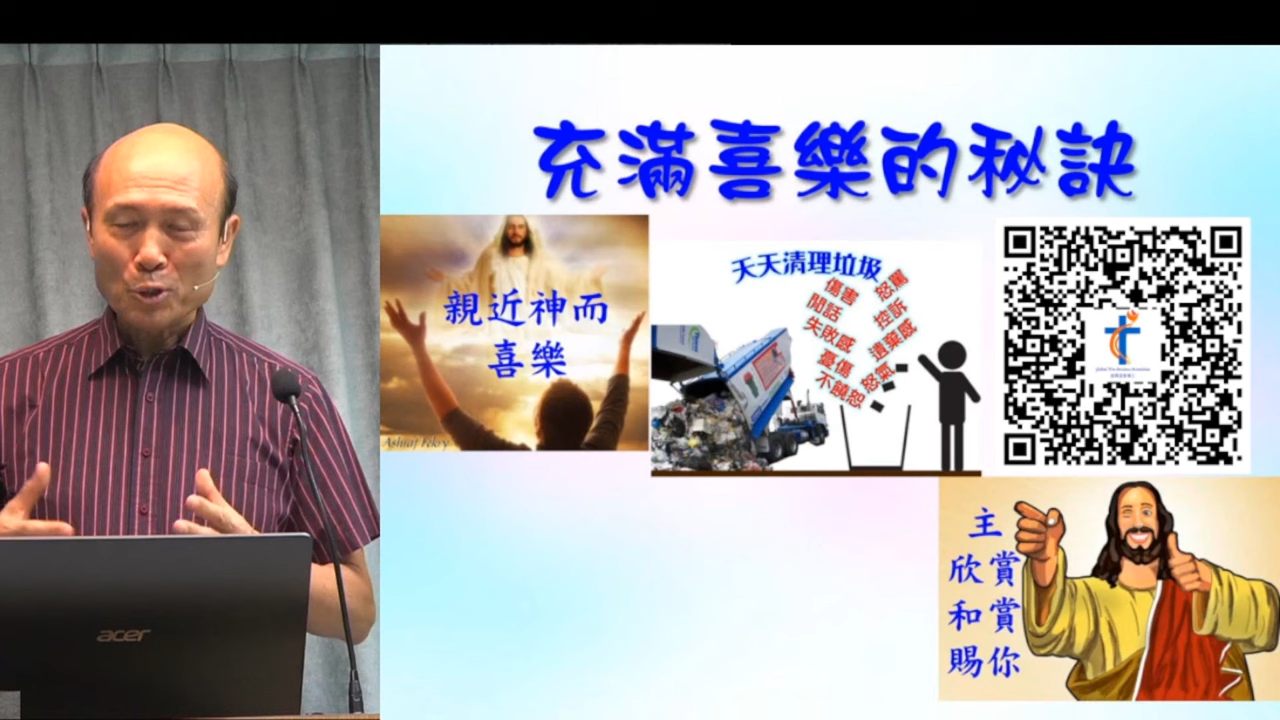 充滿喜樂的秘訣
親近神而
喜樂
Ashraf Fekry
天天清理垃圾
傷害
閒話
失敗感
憂傷
不饒恕
怒罵
控訴
遺棄感
怒氣
主
欣賞
和賞
賜你
acer